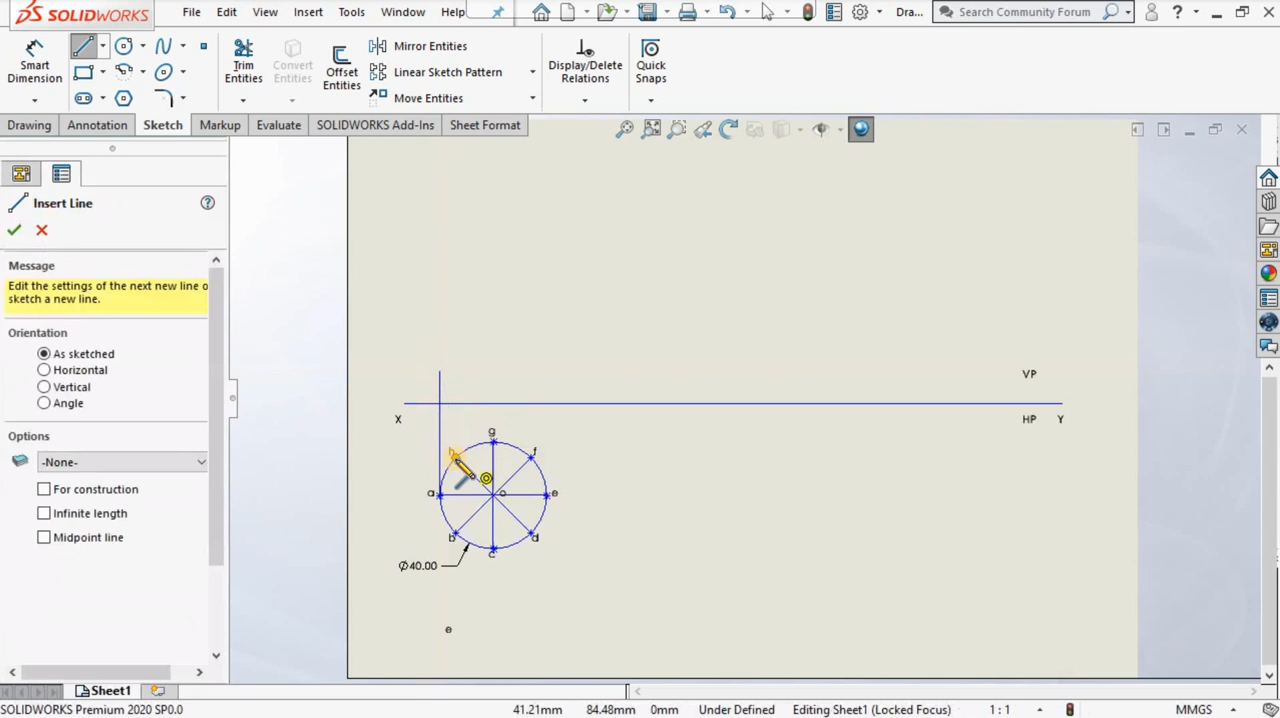 SOLIDWORKS
File Edit View Insert Tools Window Help
Dra...
Search Community Forum
?
Smart
Dimension
Trim
Entities
Convert
Entities
Offset
Entities
Mirror Entities
Linear Sketch Pattern
Move Entities
Display/Delete
Relations
Quick
Snaps
Drawing Annotation Sketch Markup Evaluate SOLIDWORKS Add-Ins Sheet Format
Insert Line
?
Message
Edit the settings of the next new line o
sketch a new line.
Orientation
As sketched
Horizontal
Vertical
Angle
Options
-None-
For construction
Infinite length
Midpoint line
VP
X HP Y
g
f
a o e
b d
c
Ø40.00
e
Sheet1
SOLIDWORKS Premium 2020 SP0.0 41.21mm 84.48mm 0mm Under Defined Editing Sheet1 (Locked Focus) 1 : 1 MMGS